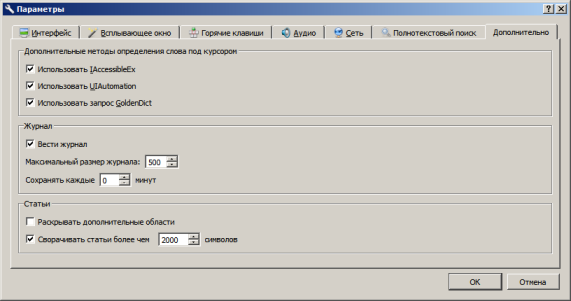 Параметры
Интерфейс Всплывающее окно Горячие клавиши Аудио Сеть Полнотекстовый поиск Дополнительно
Дополнительные методы определения слова под курсором
Использовать IAccessibleEx
Использовать UIAutomation
Использовать запрос GoldenDict
Журнал
Вести журнал
Максимальный размер журнала: 500
Сохранять каждые 0 минут
Статьи
Раскрывать дополнительные области
Сворачивать статьи более чем 2000 символов
OK Отмена